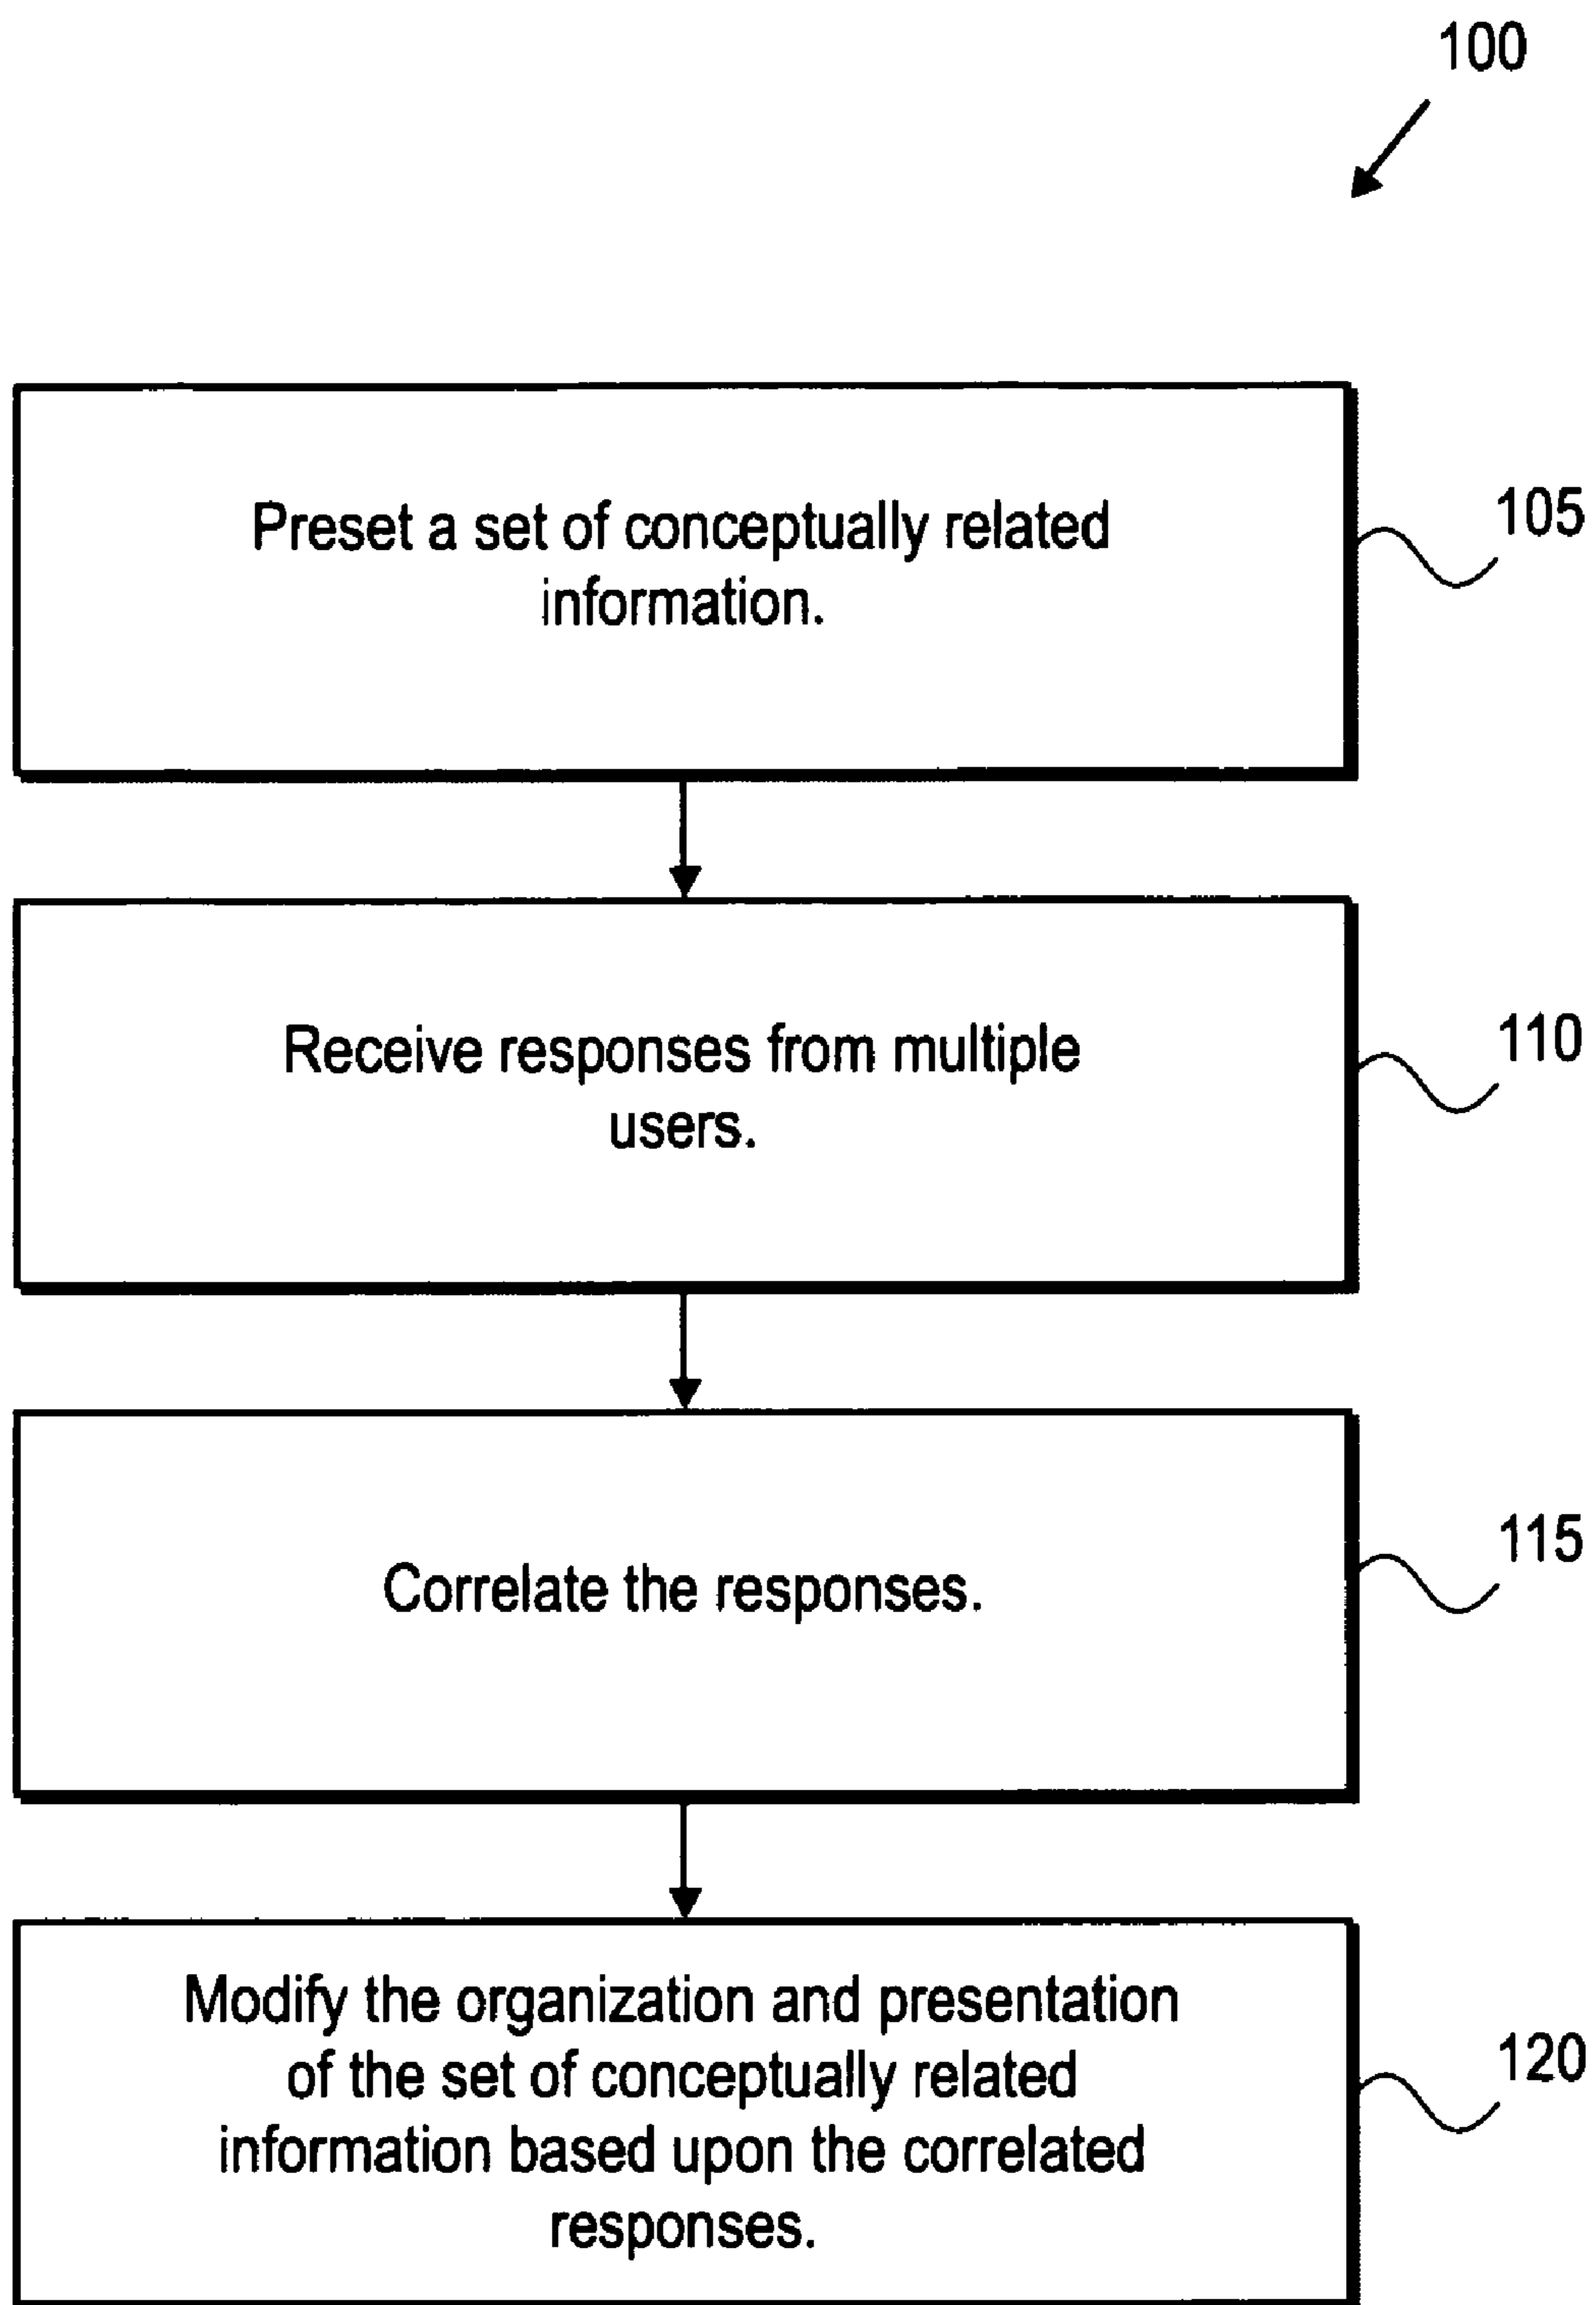 100
Preset a set of conceptually related
information.
105
Receive responses from multiple
users.
110
Correlate the responses.
115
Modify the organization and presentation
of the set of conceptually related
information based upon the correlated
responses.
120